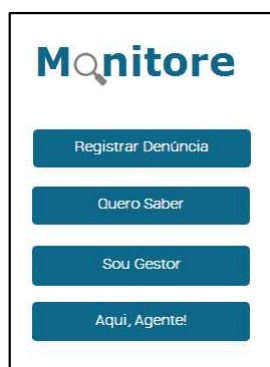 Monitore
Registrar Denúncia
Quero Saber
Sou Gestor
Aqui, Agente!